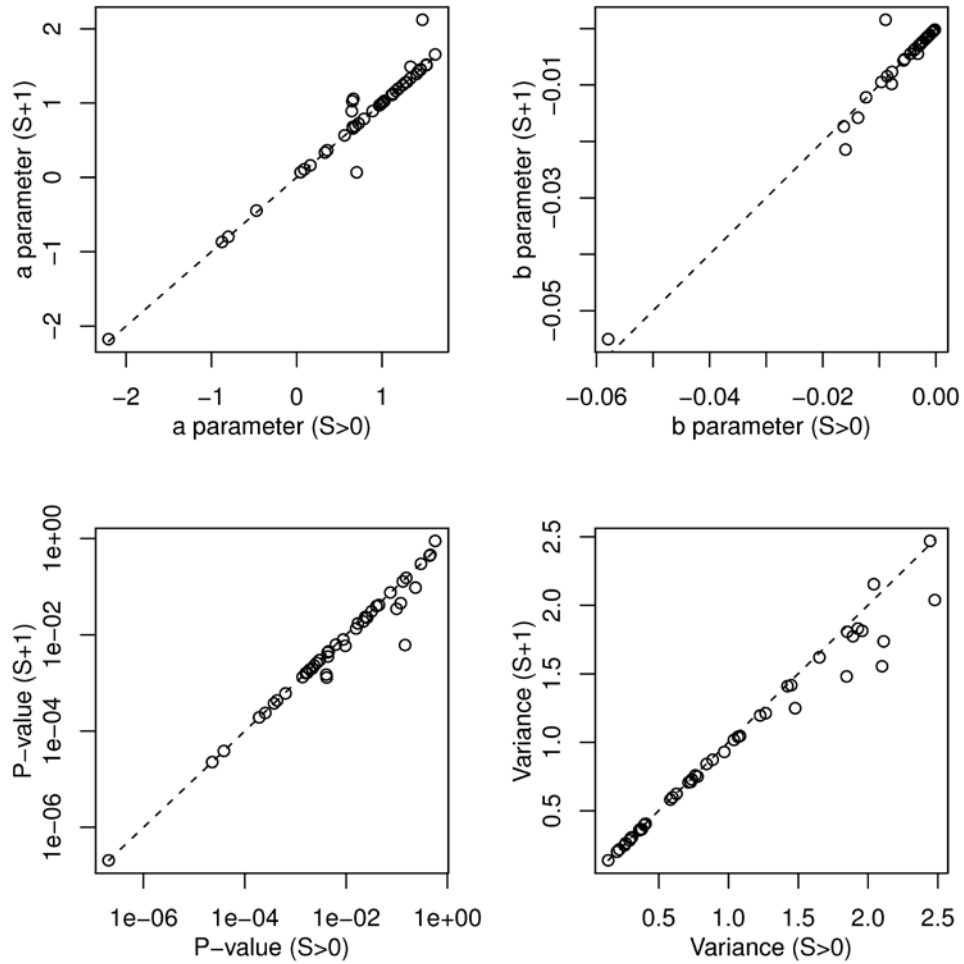 a parameter (S+1)
2
1
0
−1
−2
−2 −1 0 1
a parameter (S>0)
b parameter (S+1)
−0.01
−0.03
−0.05
−0.06 −0.04 −0.02 0.00
b parameter (S>0)
P−value (S+1)
1e+00
1e−02
1e−04
1e−06
1e−06 1e−04 1e−02 1e+00
P−value (S>0)
Variance (S+1)
2.5
2.0
1.5
1.0
0.5
0.5 1.0 1.5 2.0 2.5
Variance (S>0)